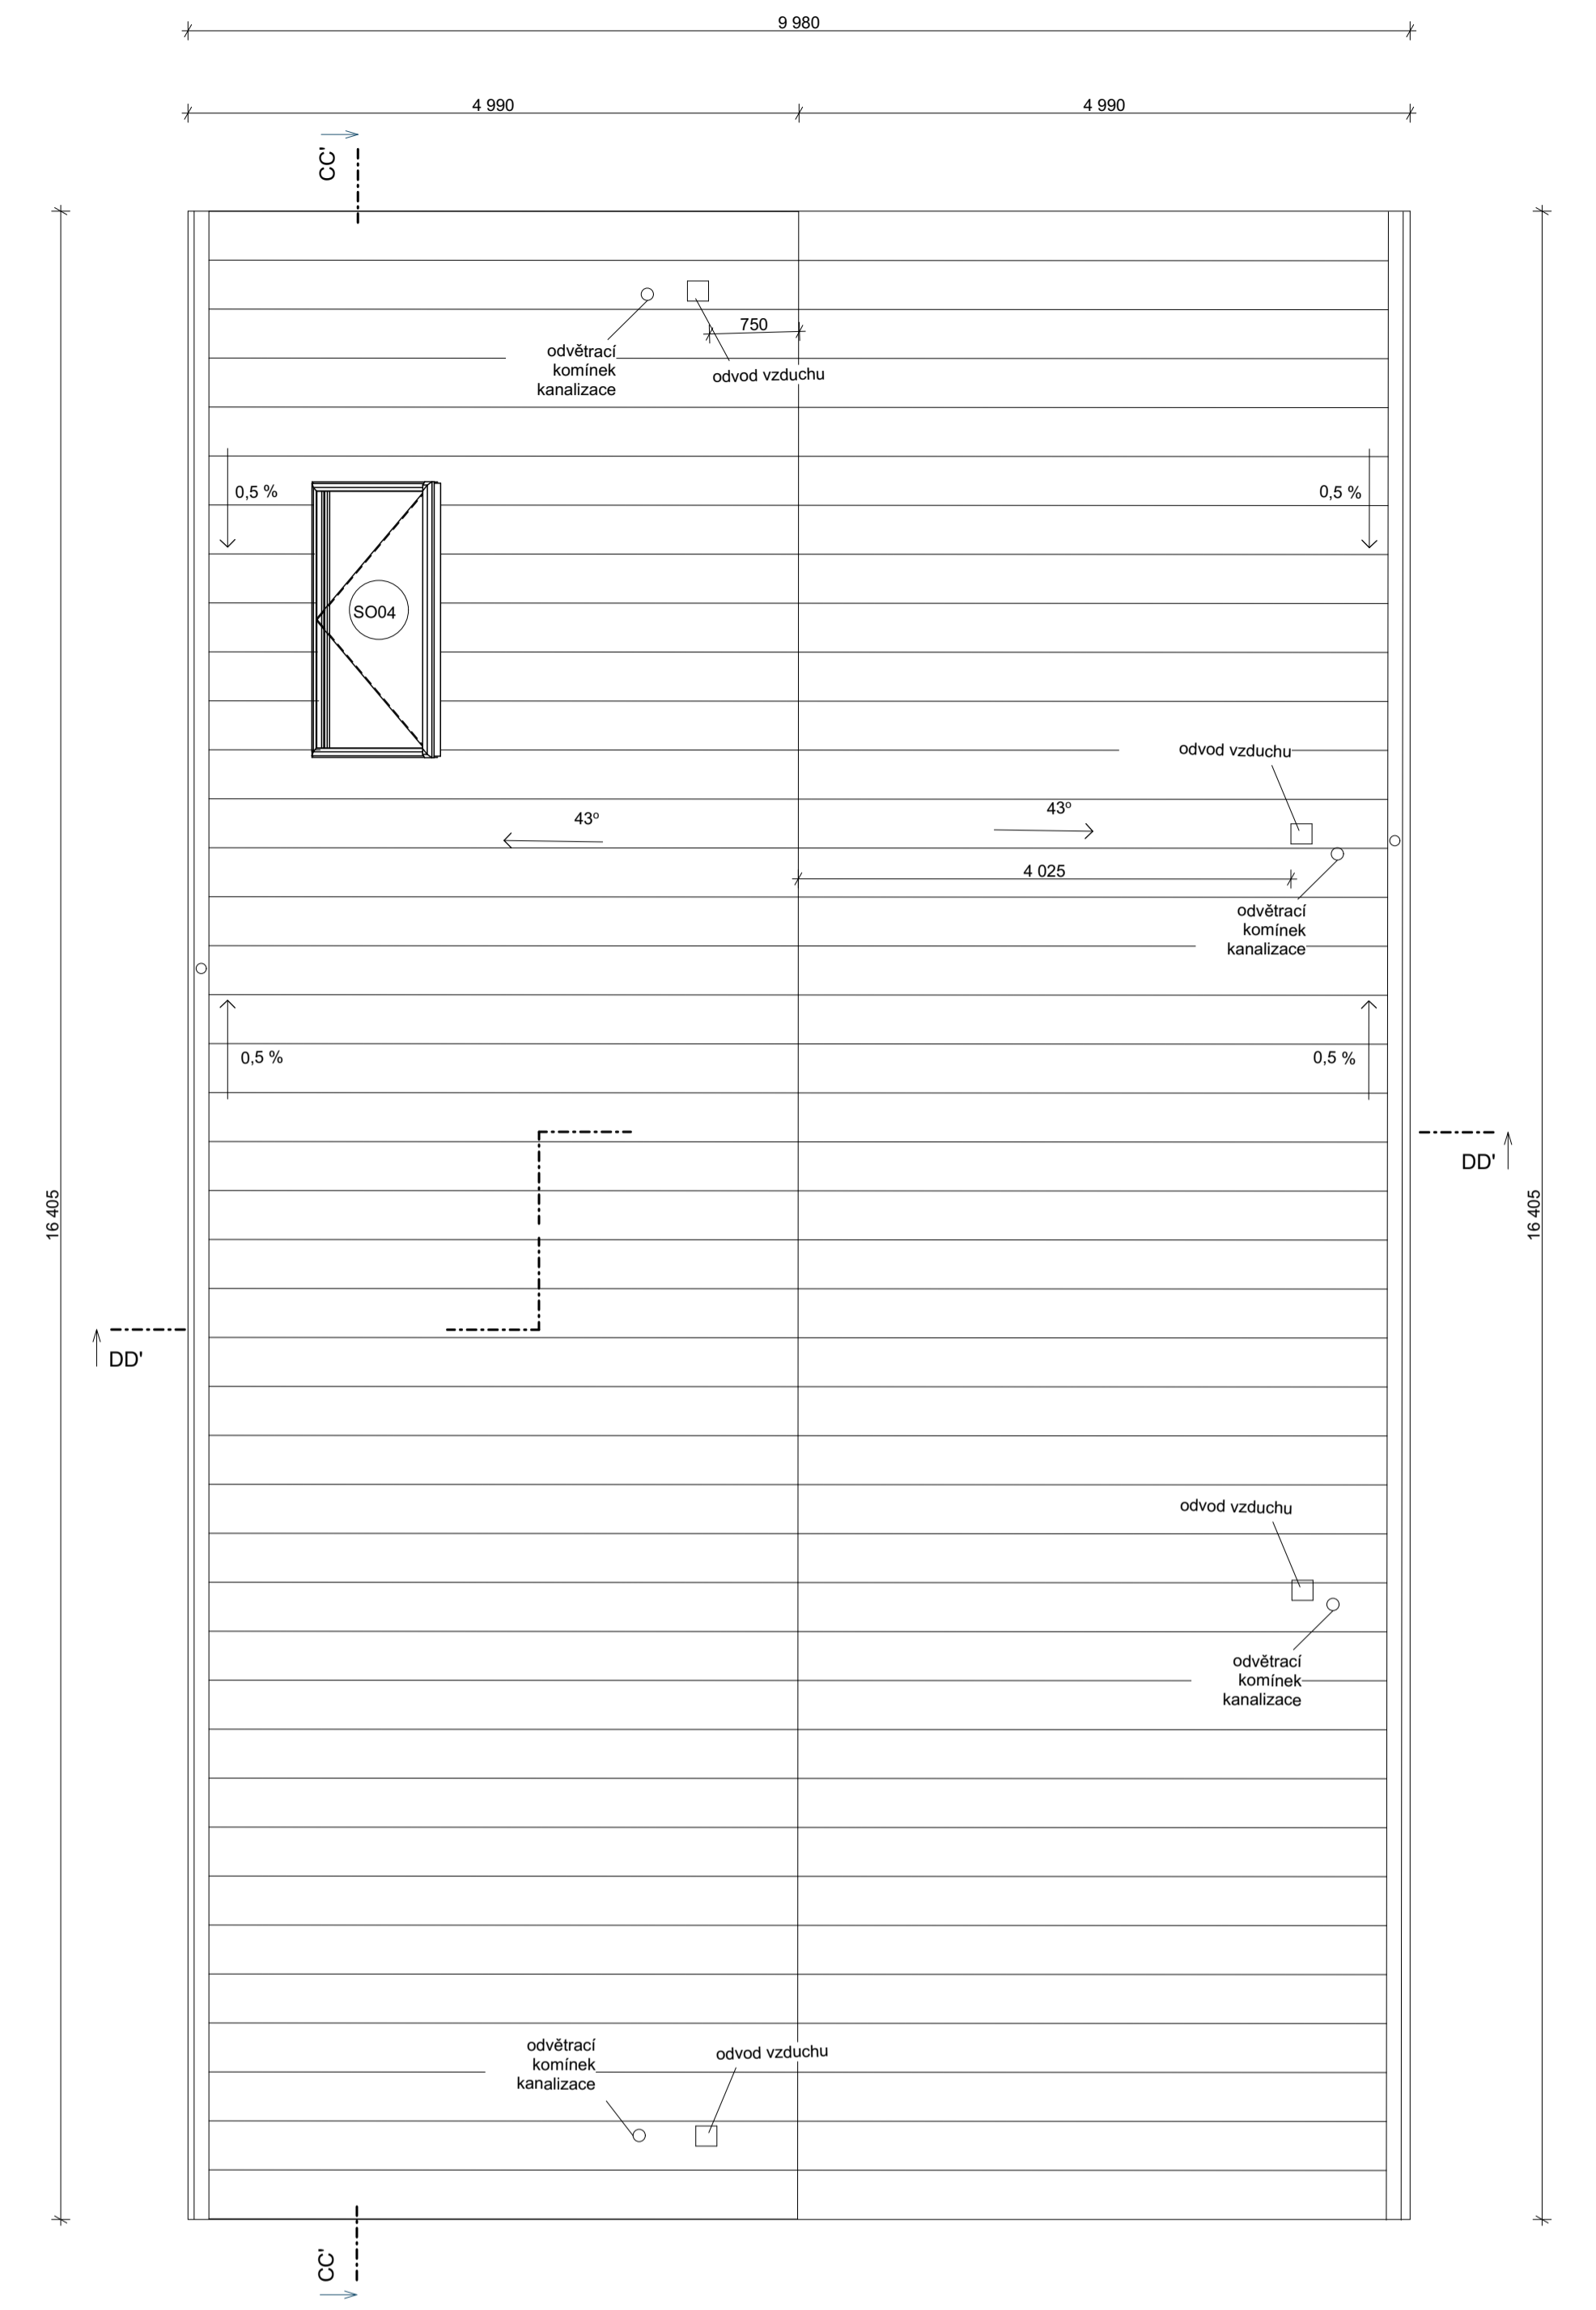 9 980
4 990
4 990
CC'
750
odvětrací
komínek
kanalizace
odvod vzduchu
0,5 %
0,5 %
SO04
odvod vzduchu
43º
43º
4 025
odvětrací
komínek
kanalizace
0,5 %
0,5 %
DD'
16 405
16 405
DD'
odvod vzduchu
odvětrací
komínek
kanalizace
odvětrací
komínek
kanalizace
odvod vzduchu
CC'